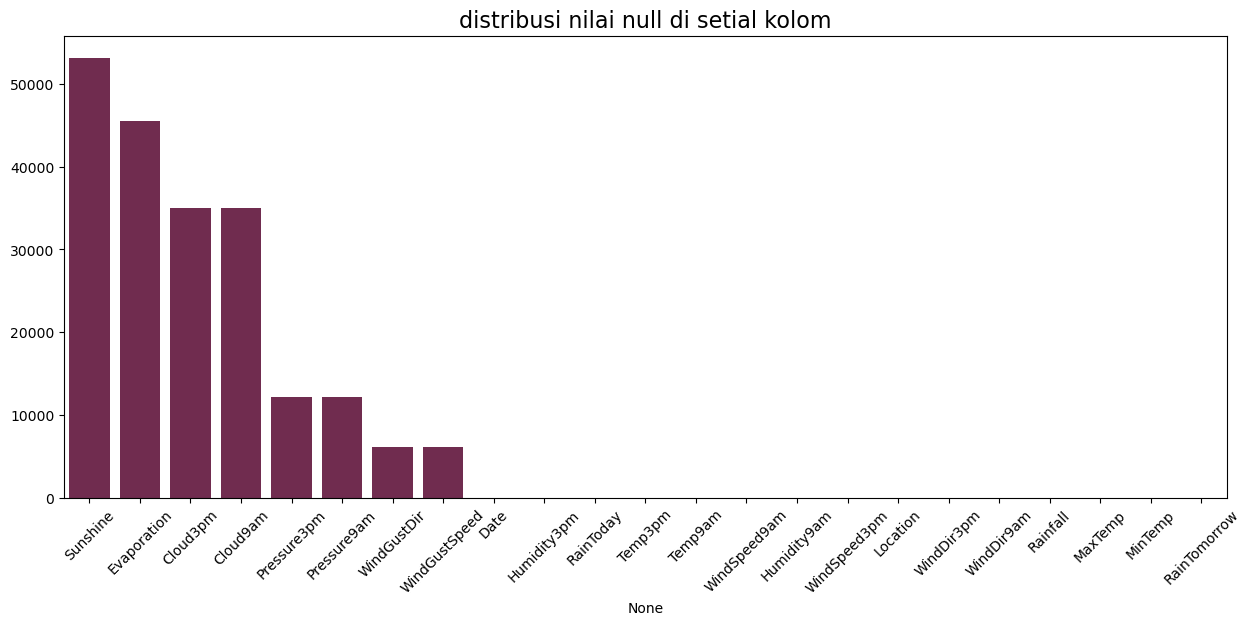 distribusi nilai null di setial kolom
50000
40000
30000
20000
10000
0
Sunshine
Evaporation
Cloud3pm
Cloud9am
Pressure3pm
Pressure9am
WindGustDir
WindGustSpeed
Date
Humidity3pm
RainToday
Temp3pm
Temp9am
WindSpeed9am
Humidity9am
WindSpeed3pm
Location
WindDir3pm
WindDir9am
Rainfall
MaxTemp
MinTemp
RainTomorrow
None